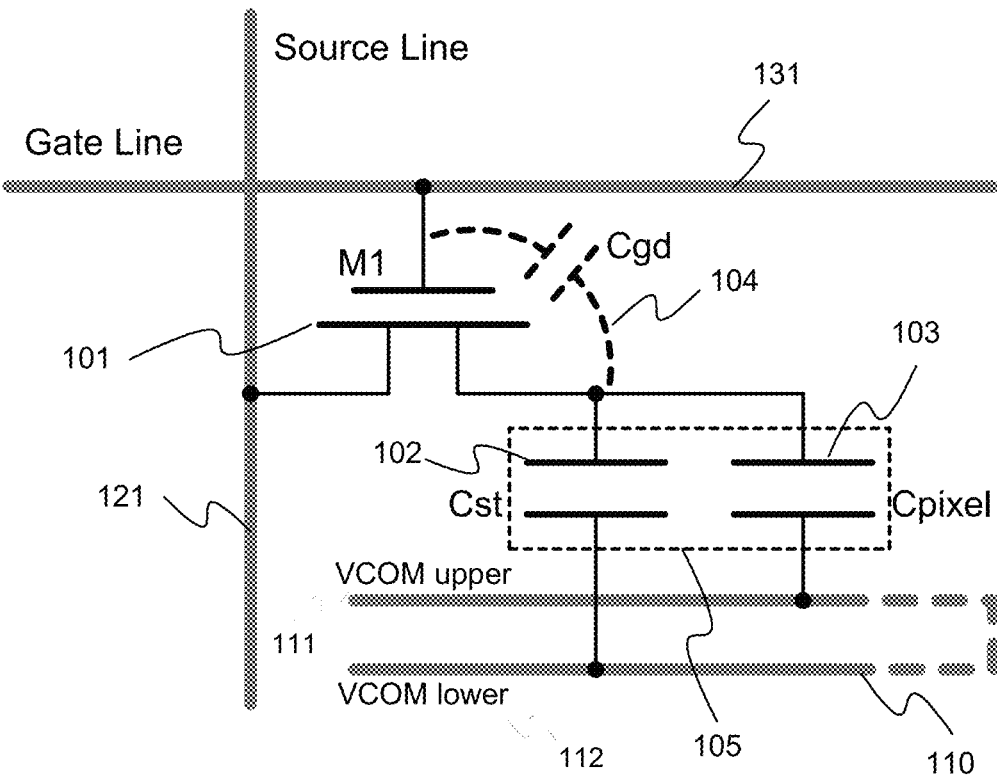 Source Line
131
Gate Line
M1
Cgd
104
101
103
102
121
Cst
Cpixel
VCOM upper
111
VCOM lower
112
105
110